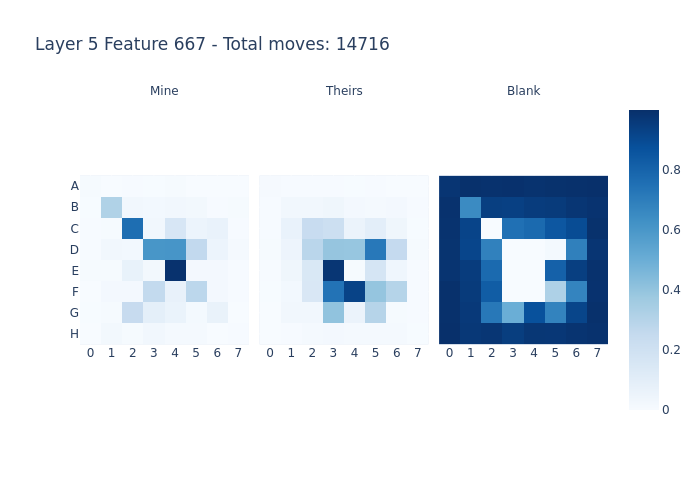 Layer 5 Feature 667 - Total moves: 14716
Mine
Theirs
Blank
A
B
C
D
E
F
G
H
0 1 2 3 4 5 6 7
0 1 2 3 4 5 6 7
0 1 2 3 4 5 6 7
0.8
0.6
0.4
0.2
0